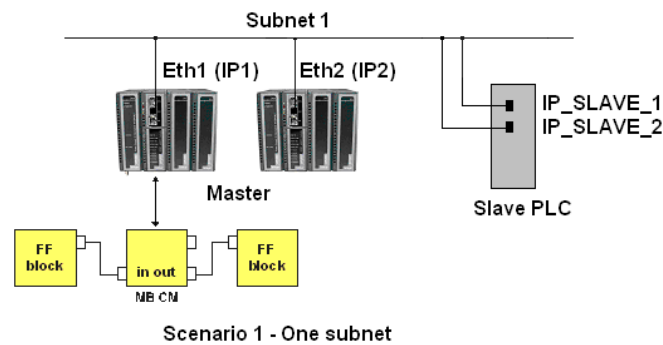 Subnet 1
Eth1 (IP1)
Eth2 (IP2)
IP_SLAVE_1
IP_SLAVE_2
Master
Slave PLC
FF
block
in out
FF
block
MB CM
Scenario 1 - One subnet